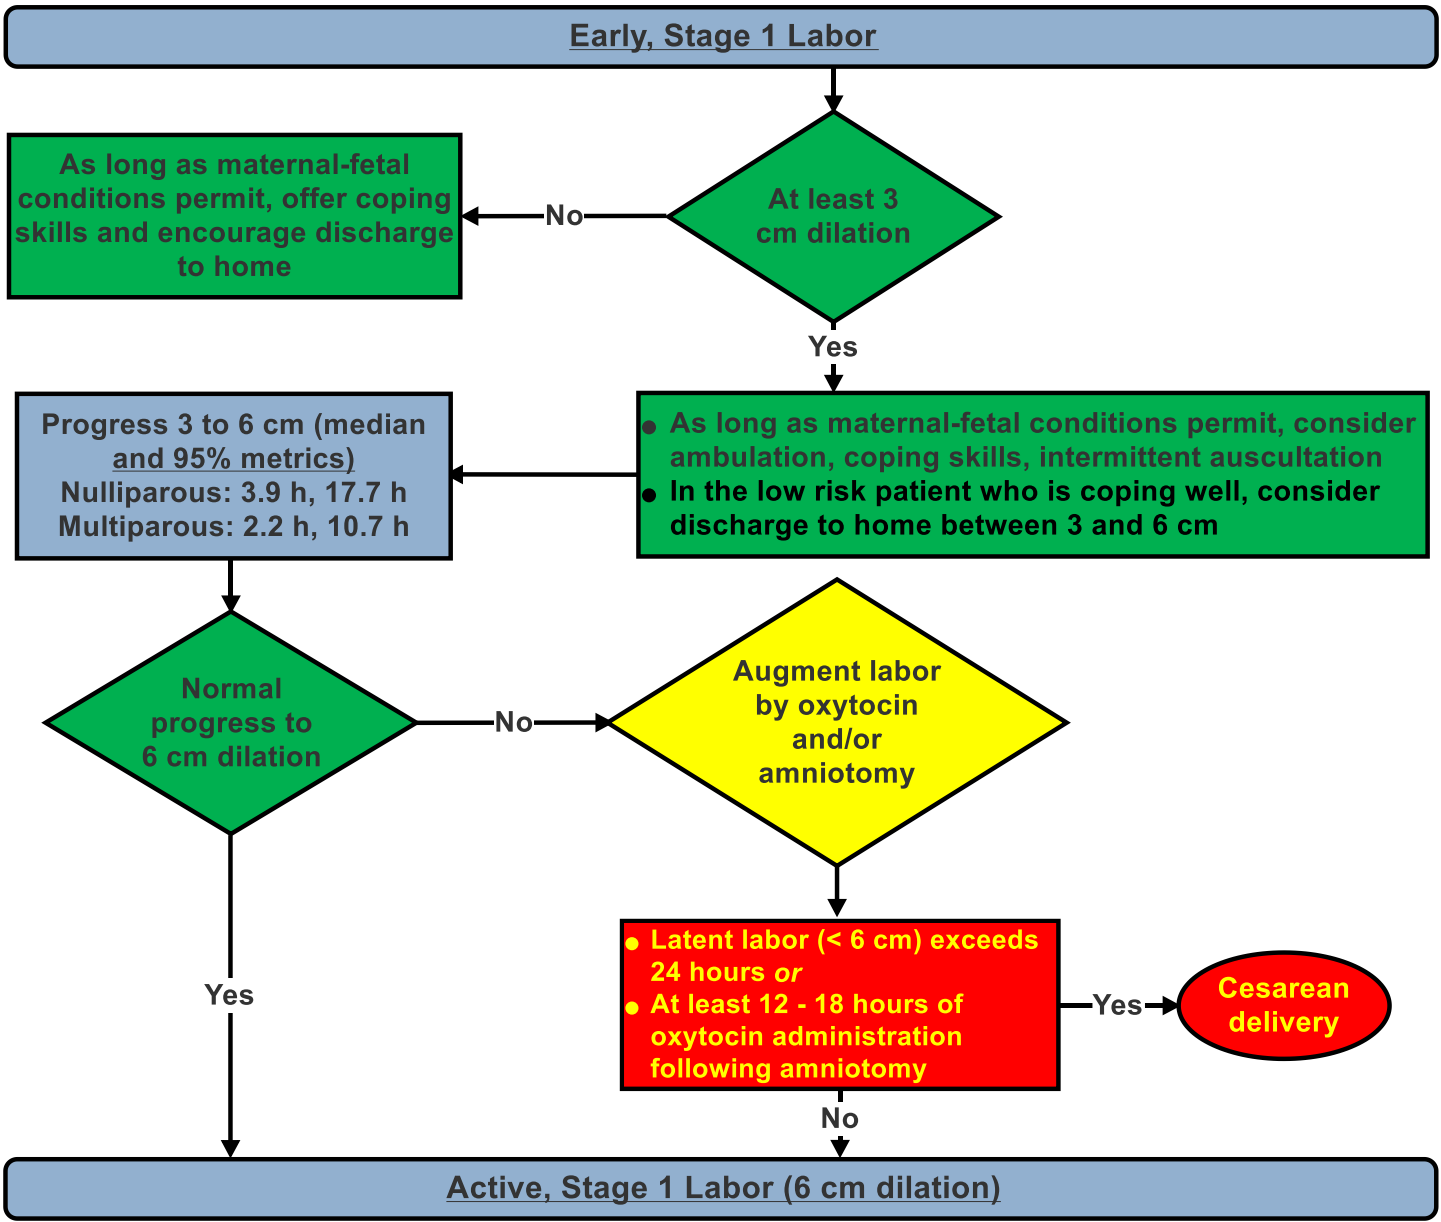 Early, Stage 1 Labor
At least 3
cm dilation
No
As long as maternal-fetal
conditions permit, offer coping
skills and encourage discharge
to home
Yes
● As long as maternal-fetal conditions permit, consider
ambulation, coping skills, intermittent auscultation
● In the low risk patient who is coping well, consider
discharge to home between 3 and 6 cm
Progress 3 to 6 cm (median
and 95% metrics)
Nulliparous: 3.9 h, 17.7 h
Multiparous: 2.2 h, 10.7 h
Normal
progress to
6 cm dilation
No
Augment labor
by oxytocin
and/or
amniotomy
● Latent labor (< 6 cm) exceeds
24 hours or
● At least 12 - 18 hours of
oxytocin administration
following amniotomy
Yes
Cesarean
delivery
Yes
No
Active, Stage 1 Labor (6 cm dilation)